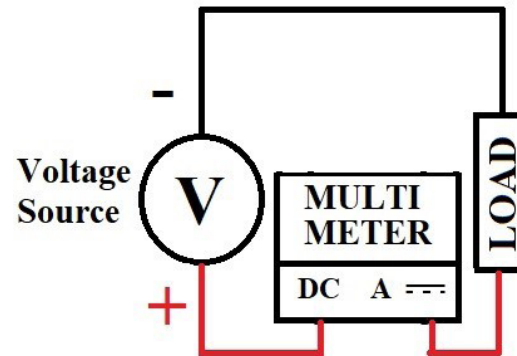 -
Voltage
Source
V
+
MULTI
METER
DC A ⎓
LOAD